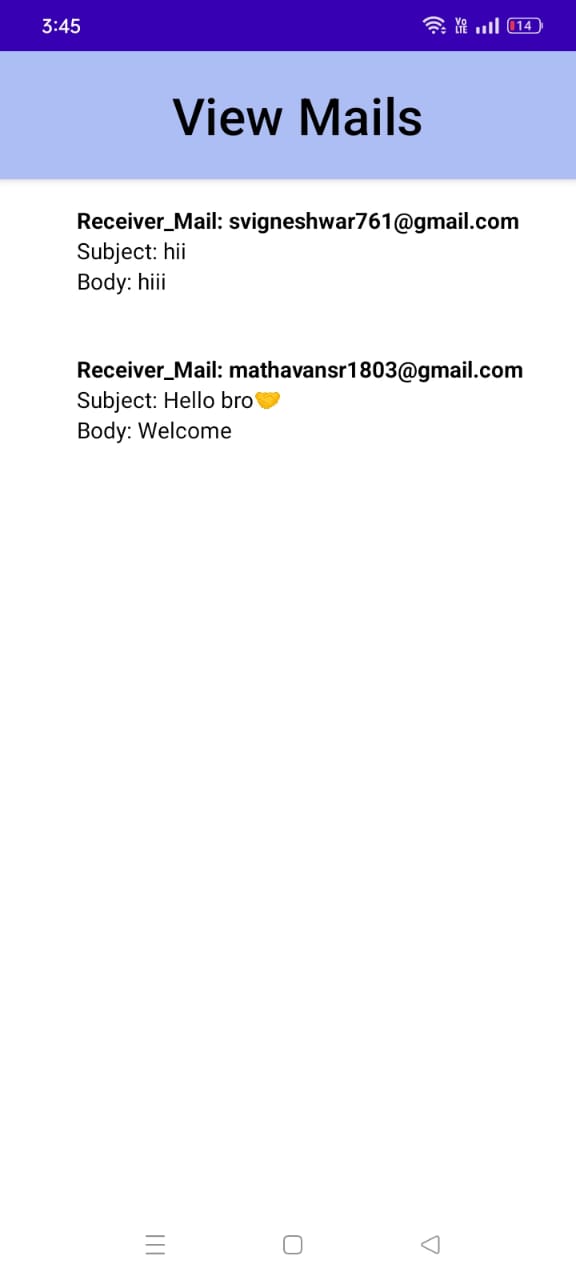 3:45
Vo LTE
14
View Mails
Receiver_Mail: svigneshwar761@gmail.com
Subject: hii
Body: hiii
Receiver_Mail: mathavansr1803@gmail.com
Subject: Hello bro🤝
Body: Welcome